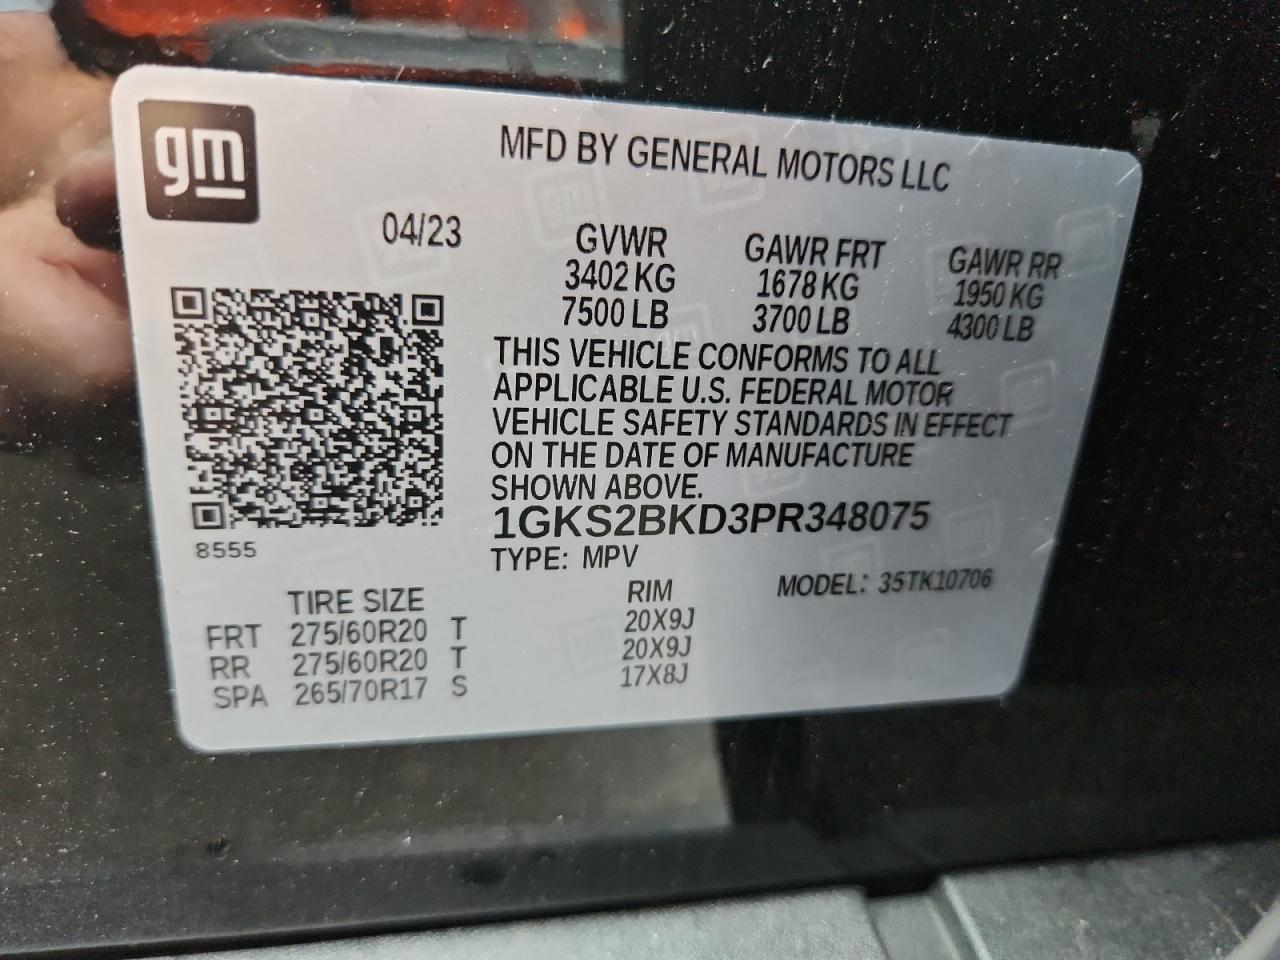 gm
MFD BY GENERAL MOTORS LLC
04/23
GVWR GAWR FRT GAWR RR
3402 KG 1678 KG 1950 KG
7500 LB 3700 LB 4300 LB
THIS VEHICLE CONFORMS TO ALL
APPLICABLE U.S. FEDERAL MOTOR
VEHICLE SAFETY STANDARDS IN EFFECT
ON THE DATE OF MANUFACTURE
SHOWN ABOVE.
1GKS2BKD3PR348075
8555
TYPE: MPV
MODEL: 35TK10706
TIRE SIZE RIM
FRT 275/60R20 T 20X9J
RR 275/60R20 T 20X9J
SPA 265/70R17 S 17X8J